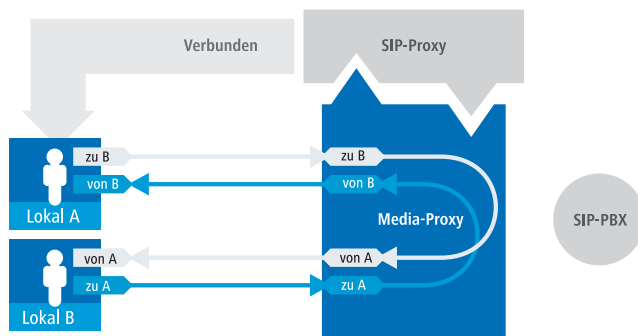 Verbunden
SIP-Proxy
zu B
zu B
von B
von B
Lokal A
Media-Proxy
SIP-PBX
von A
von A
zu A
zu A
Lokal B